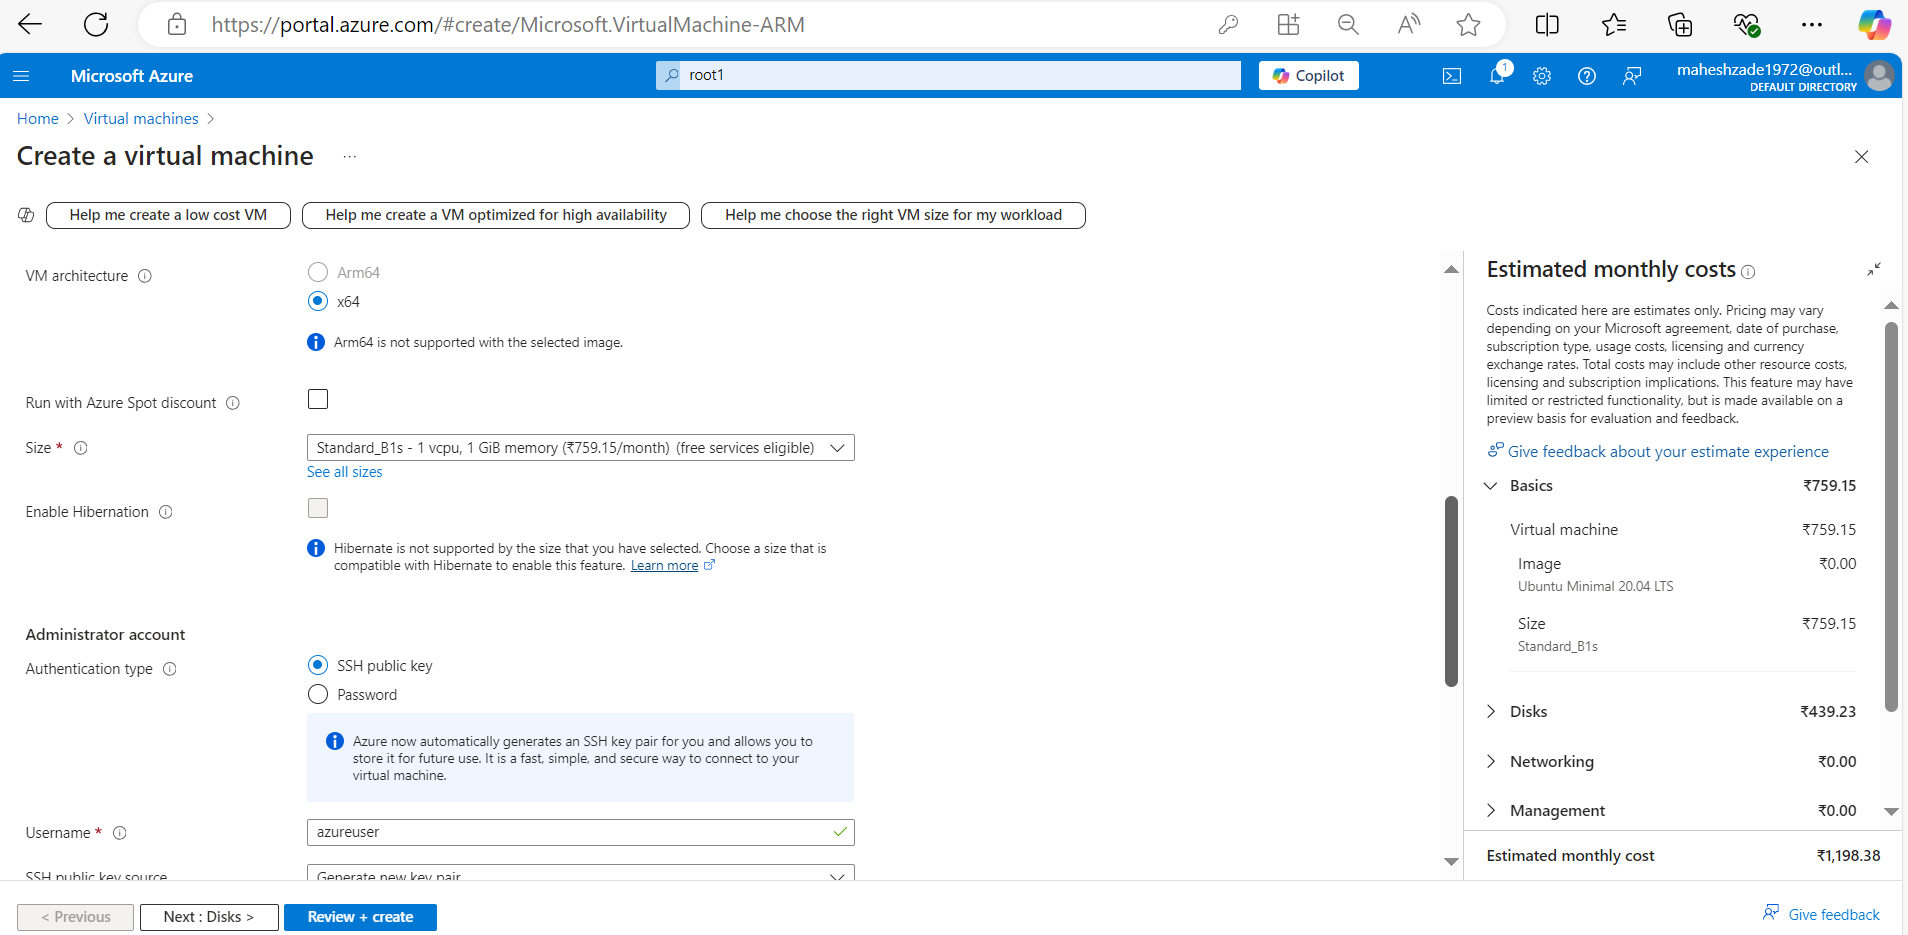 https://portal.azure.com/#create/Microsoft.VirtualMachine-ARM
Microsoft Azure
root1
Copilot
1
maheshzade1972@outl...
DEFAULT DIRECTORY
Home > Virtual machines >
Create a virtual machine ...
Help me create a low cost VM
Help me create a VM optimized for high availability
Help me choose the right VM size for my workload
VM architecture
Arm64
x64
Arm64 is not supported with the selected image.
Run with Azure Spot discount
Size *
Standard_B1s - 1 vcpu, 1 GiB memory (₹759.15/month) (free services eligible)
See all sizes
Enable Hibernation
Hibernate is not supported by the size that you have selected. Choose a size that is
compatible with Hibernate to enable this feature. Learn more
Administrator account
Authentication type
SSH public key
Password
Azure now automatically generates an SSH key pair for you and allows you to
store it for future use. It is a fast, simple, and secure way to connect to your
virtual machine.
Username *
azureuser
SSH public key source
Generate new key pair
Estimated monthly costs
Costs indicated here are estimates only. Pricing may vary
depending on your Microsoft agreement, date of purchase,
subscription type, usage costs, licensing and currency
exchange rates. Total costs may include other resource costs,
licensing and subscription implications. This feature may have
limited or restricted functionality, but is made available on a
preview basis for evaluation and feedback.
Give feedback about your estimate experience
Basics ₹759.15
Virtual machine ₹759.15
Image ₹0.00
Ubuntu Minimal 20.04 LTS
Size ₹759.15
Standard_B1s
Disks ₹439.23
Networking ₹0.00
Management ₹0.00
Estimated monthly cost ₹1,198.38
< Previous
Next : Disks >
Review + create
Give feedback